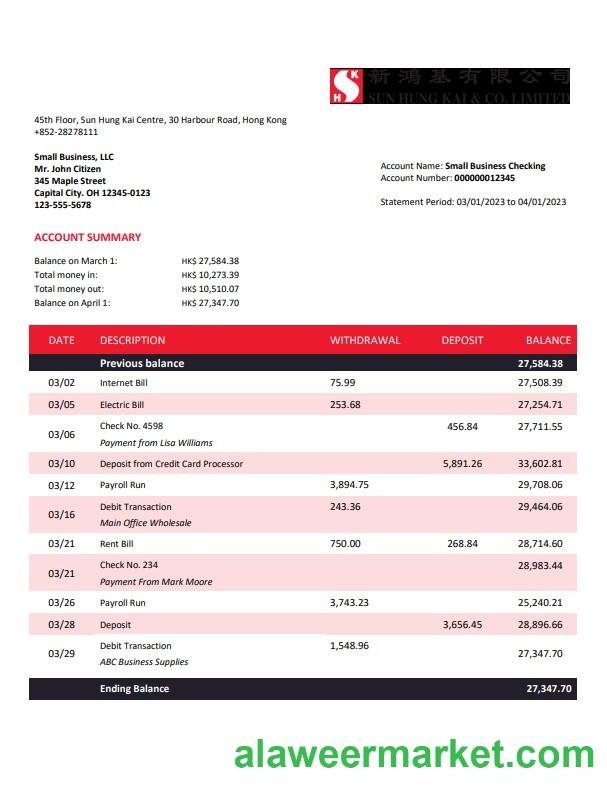 新鴻基有限公司
SK
H
SUN HUNG KAI & CO. LIMITED
45th Floor, Sun Hung Kai Centre, 30 Harbour Road, Hong Kong
+852-28278111
Small Business, LLC
Mr. John Citizen
345 Maple Street
Capital City. OH 12345-0123
123-555-5678
Account Name: Small Business Checking
Account Number: 000000012345
Statement Period: 03/01/2023 to 04/01/2023
ACCOUNT SUMMARY
Balance on March 1: HK$ 27,584.38
Total money in: HK$ 10,273.39
Total money out: HK$ 10,510.07
Balance on April 1: HK$ 27,347.70
DATE DESCRIPTION WITHDRAWAL DEPOSIT BALANCE
Previous balance 27,584.38
03/02 Internet Bill 75.99 27,508.39
03/05 Electric Bill 253.68 27,254.71
03/06 Check No. 4598 456.84 27,711.55
Payment from Lisa Williams
03/10 Deposit from Credit Card Processor 5,891.26 33,602.81
03/12 Payroll Run 3,894.75 29,708.06
03/16 Debit Transaction 243.36 29,464.06
Main Office Wholesale
03/21 Rent Bill 750.00 268.84 28,714.60
03/21 Check No. 234 28,983.44
Payment From Mark Moore
03/26 Payroll Run 3,743.23 25,240.21
03/28 Deposit 3,656.45 28,896.66
03/29 Debit Transaction 1,548.96 27,347.70
ABC Business Supplies
Ending Balance 27,347.70
alaweermarket.com